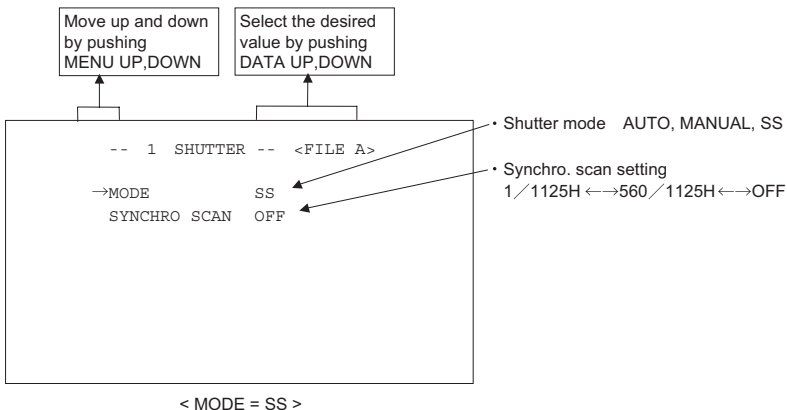 Move up and down
by pushing
MENU UP,DOWN
Select the desired
value by pushing
DATA UP,DOWN
-- 1 SHUTTER -- <FILE A>
→MODE SS
SYNCHRO SCAN OFF
・Shutter mode AUTO, MANUAL, SS
・Synchro. scan setting
1／1125H ←→560／1125H ←→OFF
< MODE = SS >